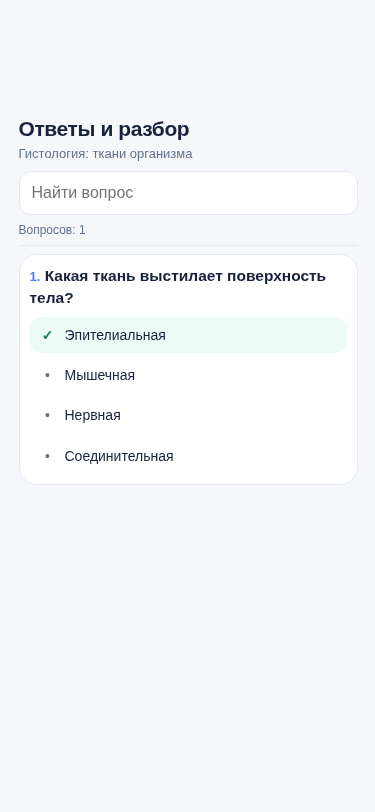 Ответы и разбор
Гистология: ткани организма
Найти вопрос
Вопросов: 1
1. Какая ткань выстилает поверхность
тела?
✓ Эпителиальная
• Мышечная
• Нервная
• Соединительная